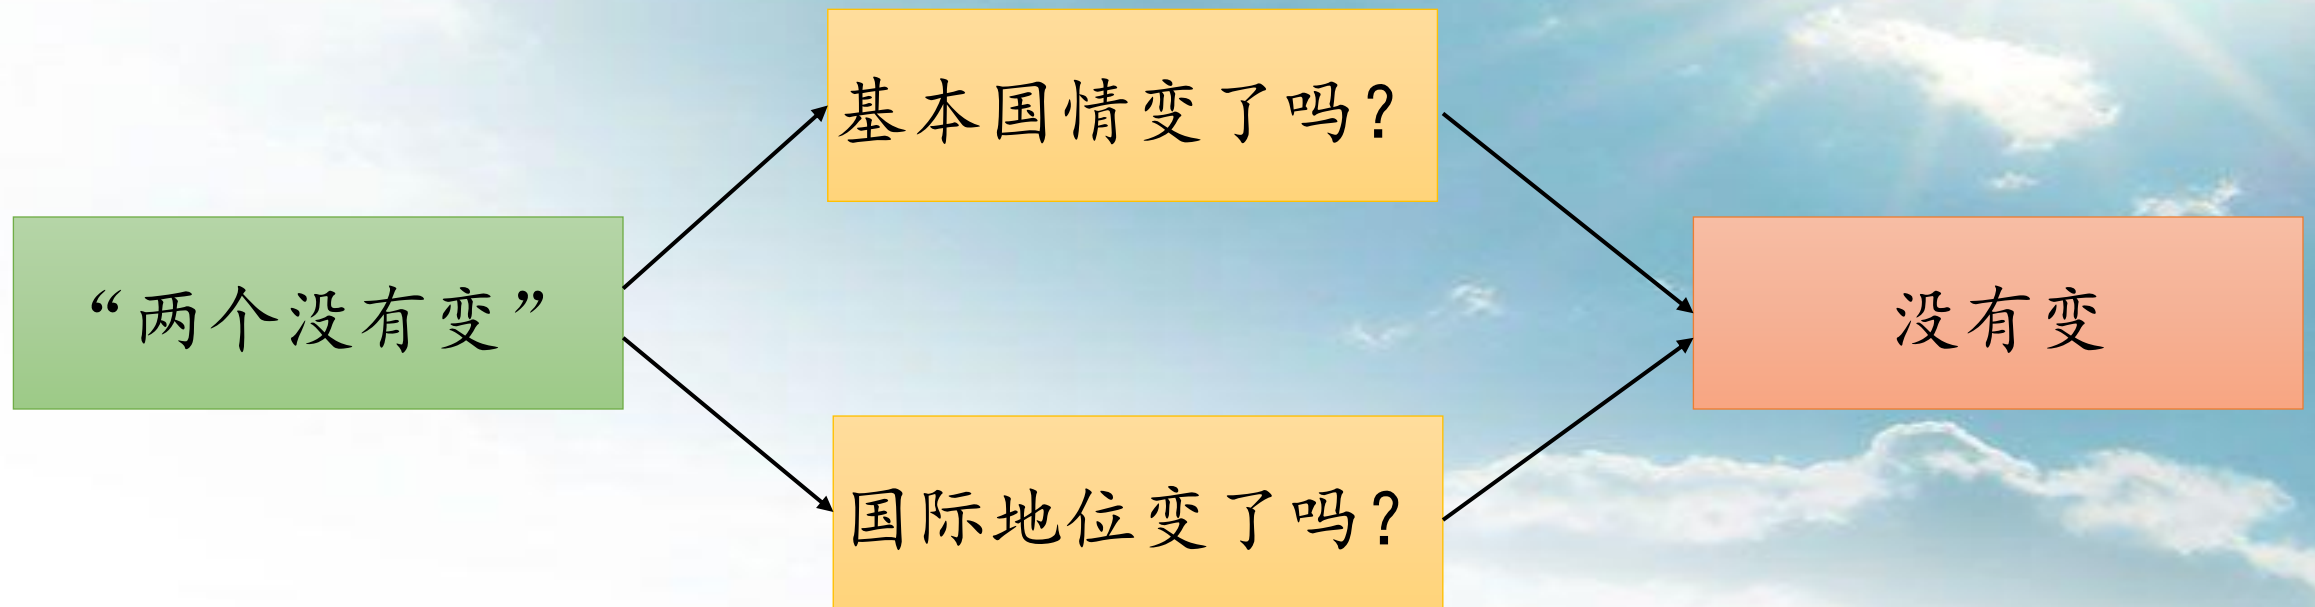 基本国情变了吗？
“两个没有变”
没有变
国际地位变了吗？